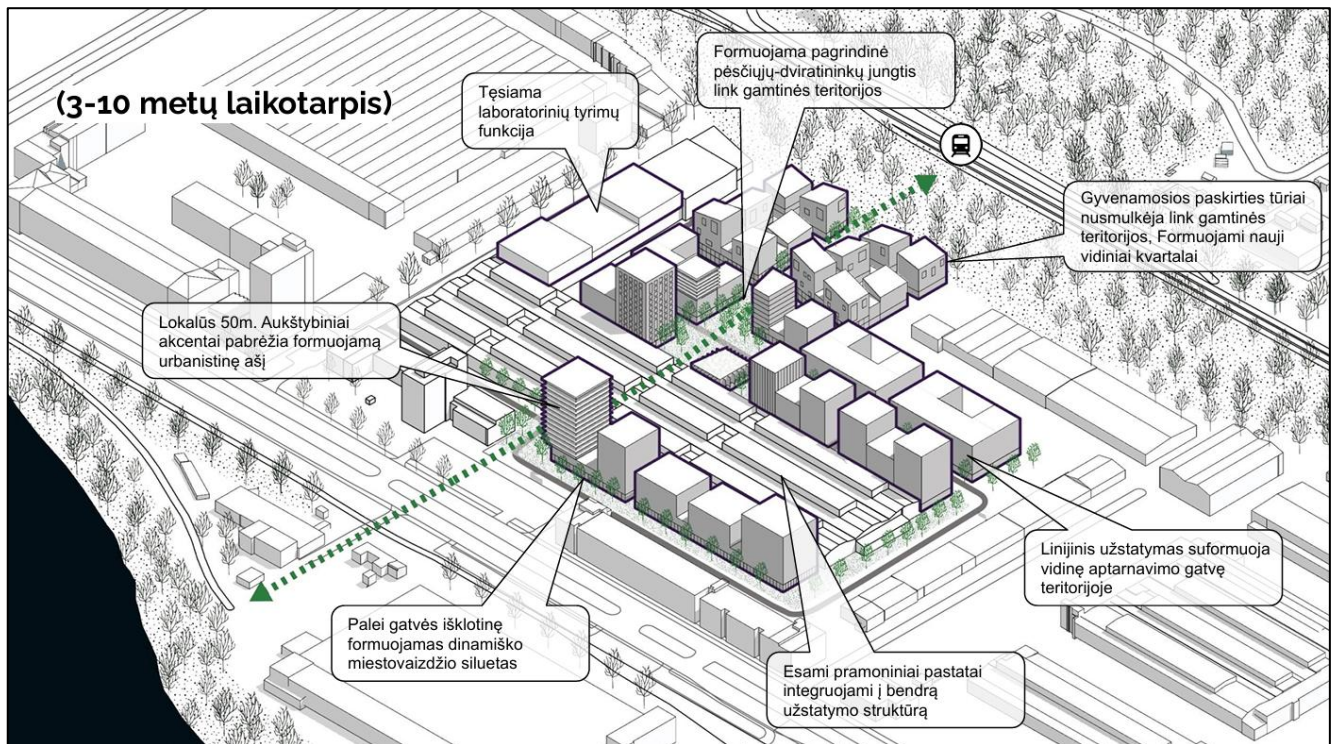 (3-10 metų laikotarpis)
Tęsiama
laboratorinių tyrimų
funkcija
Formuojama pagrindinė
pėsčiųjų-dviratininkų jungtis
link gamtinės teritorijos
Gyvenamosios paskirties tūriai
nusmulkėja link gamtinės
teritorijos, Formuojami nauji
vidiniai kvartalai
Lokalūs 50m. Aukštybiniai
akcentai pabrėžia formuojamą
urbanistinę ašį
Linijinis užstatymas suformuoja
vidinę aptarnavimo gatvę
teritorijoje
Palei gatvės išklotinę
formuojamas dinamiško
miestovaizdžio siluetas
Esami pramoniniai pastatai
integruojami į bendrą
užstatymo struktūrą